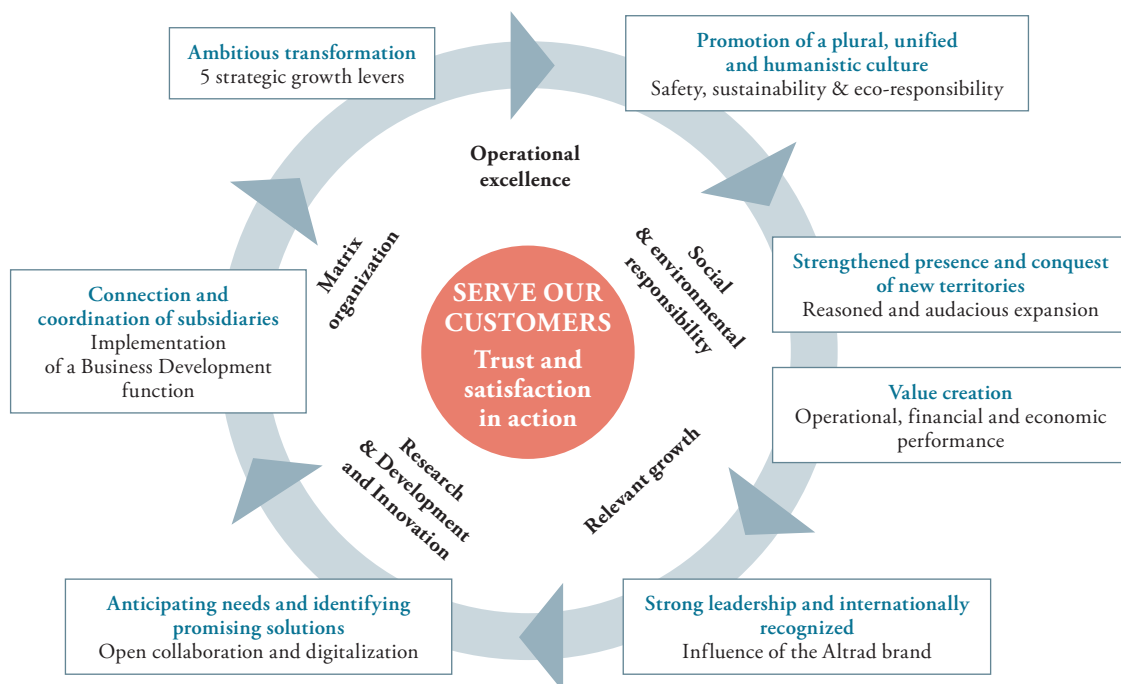 Ambitious transformation
5 strategic growth levers
Promotion of a plural, unified
and humanistic culture
Safety, sustainability & eco-responsibility
Operational
excellence
Social
& environmental
responsibility
Matrix
organization
Strengthened presence and conquest
of new territories
Reasoned and audacious expansion
Connection and
coordination of subsidiaries
Implementation
of a Business Development
function
SERVE OUR
CUSTOMERS
Trust and
satisfaction
in action
Value creation
Operational, financial and economic
performance
Research
& Development
and Innovation
Relevant growth
Anticipating needs and identifying
promising solutions
Open collaboration and digitalization
Strong leadership and internationally
recognized
Influence of the Altrad brand